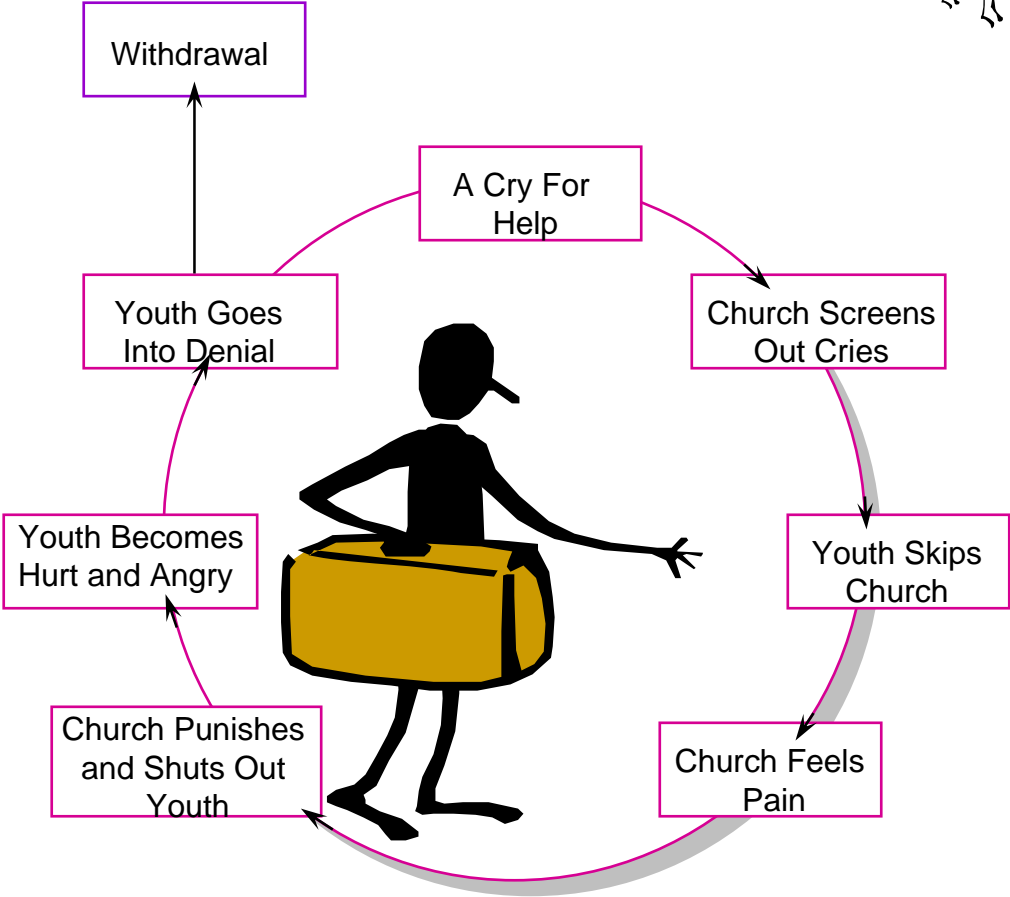 Withdrawal
A Cry For
Help
Youth Goes
Into Denial
Church Screens
Out Cries
Youth Becomes
Hurt and Angry
Youth Skips
Church
Church Punishes
and Shuts Out
Youth
Church Feels
Pain